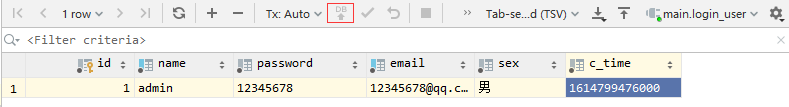 1 row Tx: Auto DB Tab-se...d (TSV) main.login_user
<Filter criteria>
id name password email sex c_time
1 1 admin 12345678 12345678@qq.c... 男 1614799476000